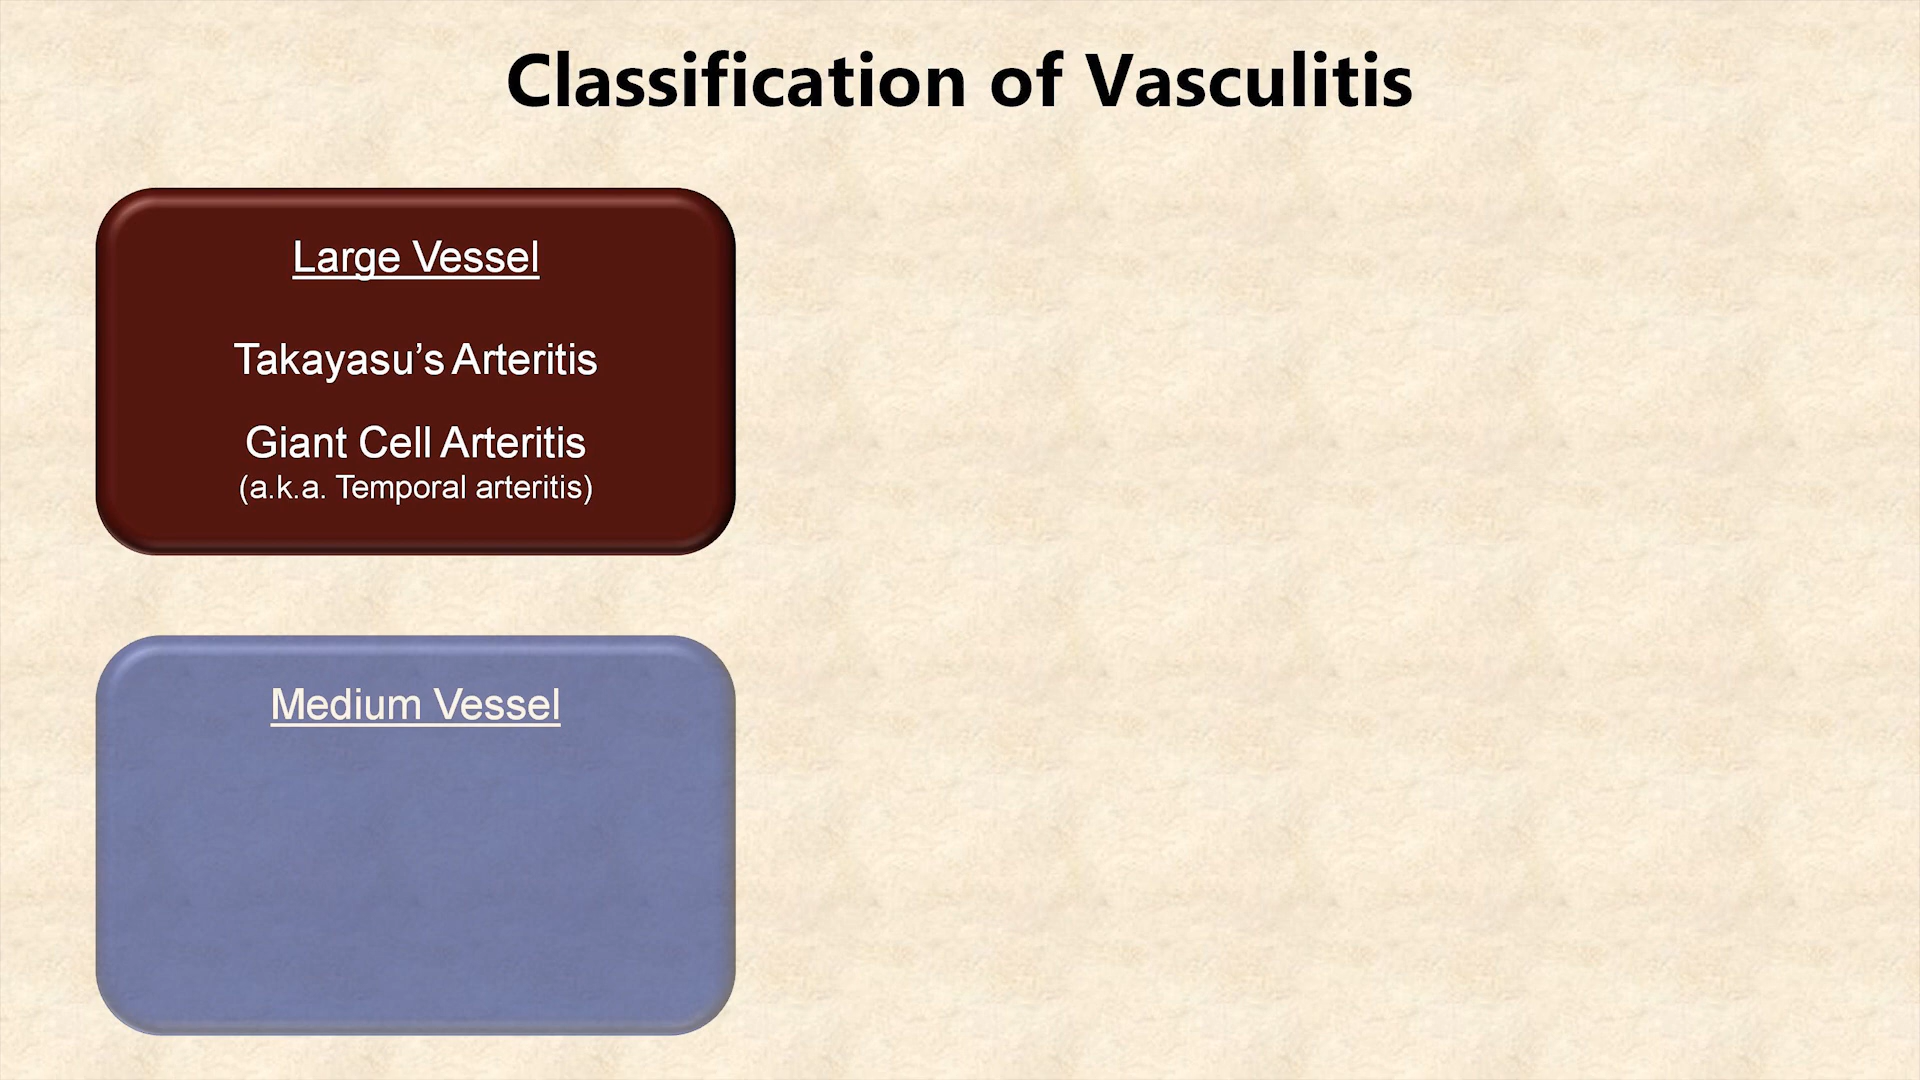 Classification of Vasculitis
Large Vessel
Takayasu’s Arteritis
Giant Cell Arteritis
(a.k.a. Temporal arteritis)
Medium Vessel